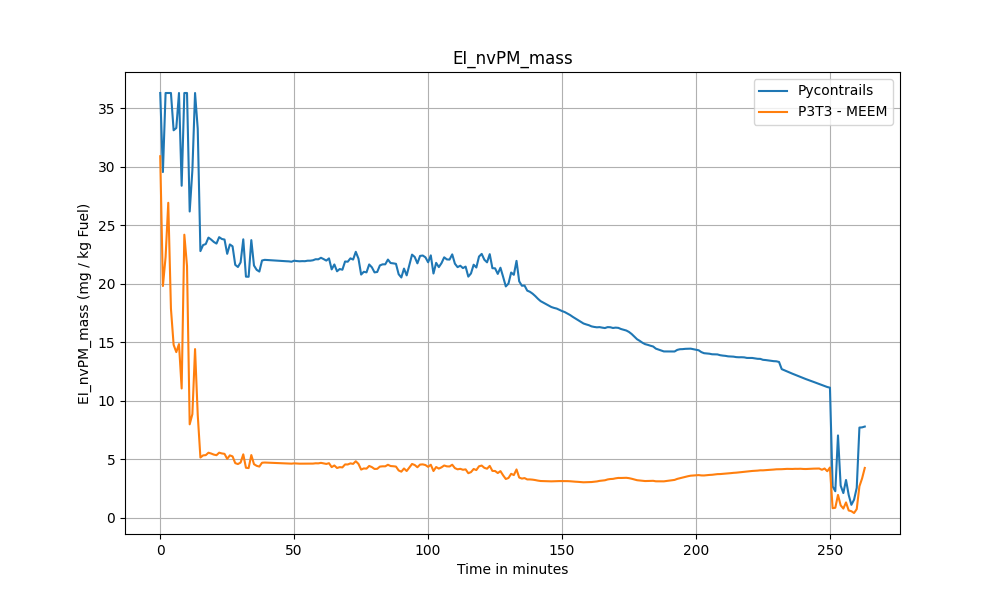 EI_nvPM_mass
Pycontrails
P3T3 - MEEM
EI_nvPM_mass (mg / kg Fuel)
35
30
25
20
15
10
5
0
0 50 100 150 200 250
Time in minutes